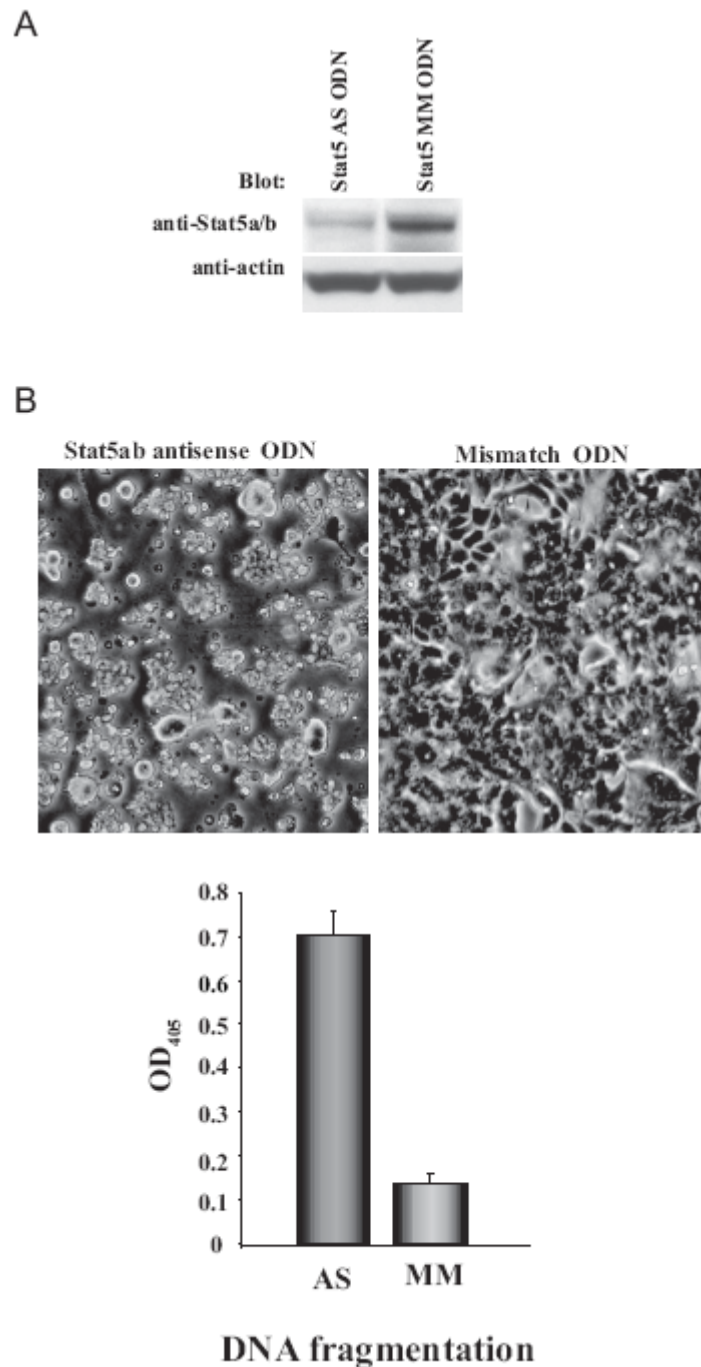 A
Stat5 AS ODN
Stat5 MM ODN
Blot:
anti-Stat5a/b
anti-actin
B
Stat5ab antisense ODN
Mismatch ODN
0.8
0.7
0.6
0.5
0.4
0.3
0.2
0.1
0
OD405
AS
MM
DNA fragmentation